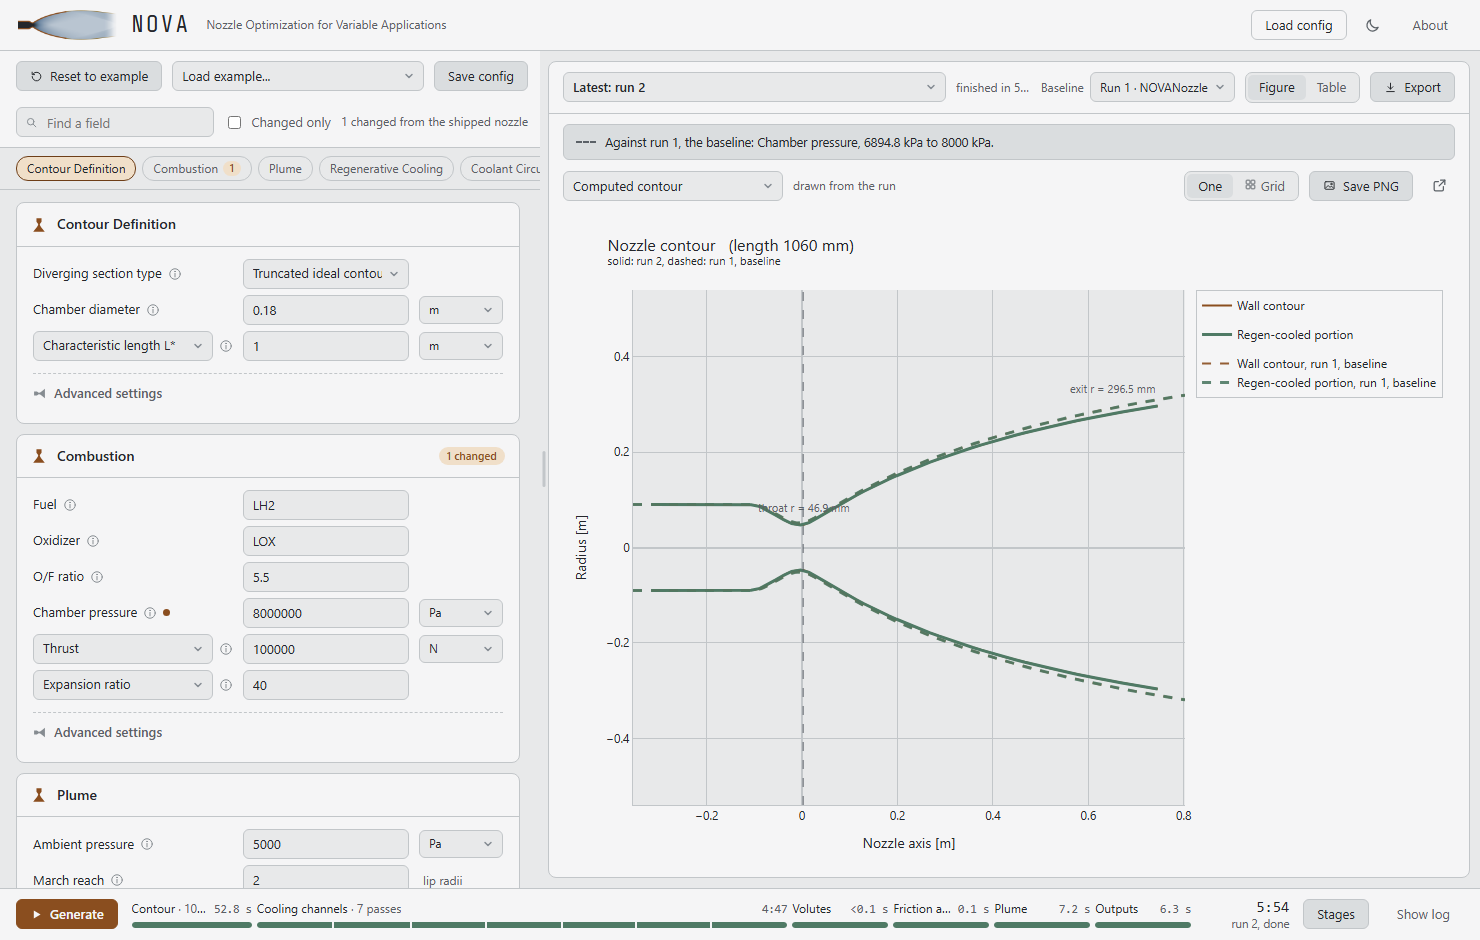 NOVA
Nozzle Optimization for Variable Applications
Load config
About
Reset to example
Load example...
Save config
Find a field
Changed only
1 changed from the shipped nozzle
Contour Definition
Combustion 1
Plume
Regenerative Cooling
Coolant Circu
Contour Definition
Diverging section type
Truncated ideal contou
Chamber diameter
0.18
m
Characteristic length L*
1
m
Advanced settings
Combustion
1 changed
Fuel
LH2
Oxidizer
LOX
O/F ratio
5.5
Chamber pressure
8000000
Pa
Thrust
100000
N
Expansion ratio
40
Advanced settings
Plume
Ambient pressure
5000
Pa
March reach
2
lip radii
Latest: run 2
finished in 5...
Baseline
Run 1 · NOVANozzle
Figure
Table
Export
Against run 1, the baseline: Chamber pressure, 6894.8 kPa to 8000 kPa.
Computed contour
drawn from the run
One
Grid
Save PNG
Nozzle contour (length 1060 mm)
solid: run 2, dashed: run 1, baseline
Wall contour
Regen-cooled portion
Wall contour, run 1, baseline
Regen-cooled portion, run 1, baseline
exit r = 296.5 mm
throat r = 46.9 mm
Radius [m]
0.4
0.2
0
−0.2
−0.4
−0.2
0
0.2
0.4
0.6
0.8
Nozzle axis [m]
Generate
Contour · 10... 52.8 s
Cooling channels · 7 passes 4:47
Volutes <0.1 s
Friction a... 0.1 s
Plume 7.2 s
Outputs 6.3 s
5:54
run 2, done
Stages
Show log